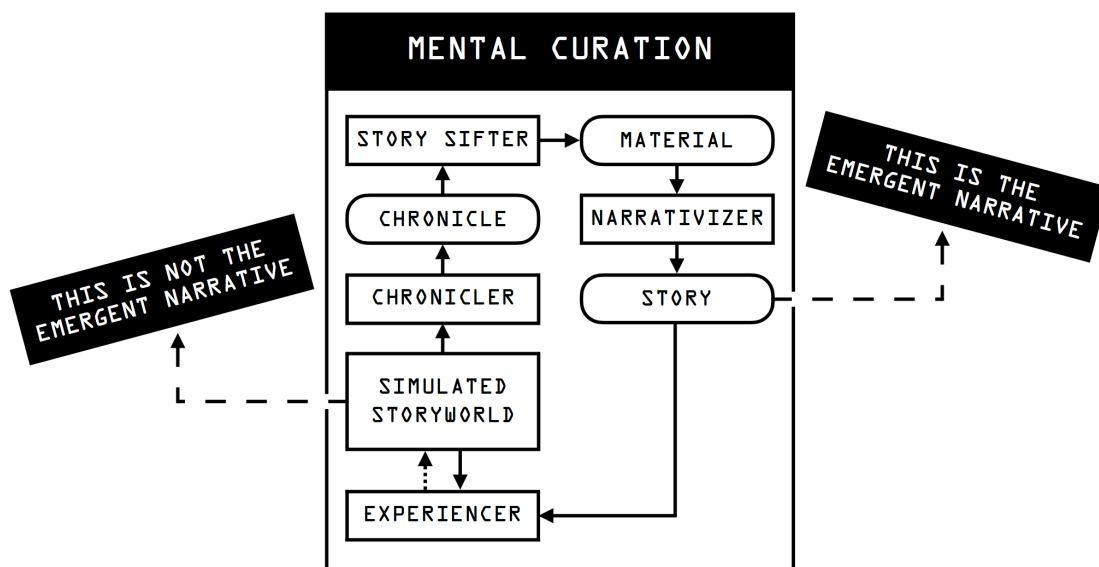 MENTAL CURATION
STORY SIFTER
MATERIAL
CHRONICLE
NARRATIVIZER
CHRONICLER
STORY
SIMULATED
STORYWORLD
EXPERIENCER
THIS IS NOT THE
EMERGENT NARRATIVE
THIS IS THE
EMERGENT NARRATIVE